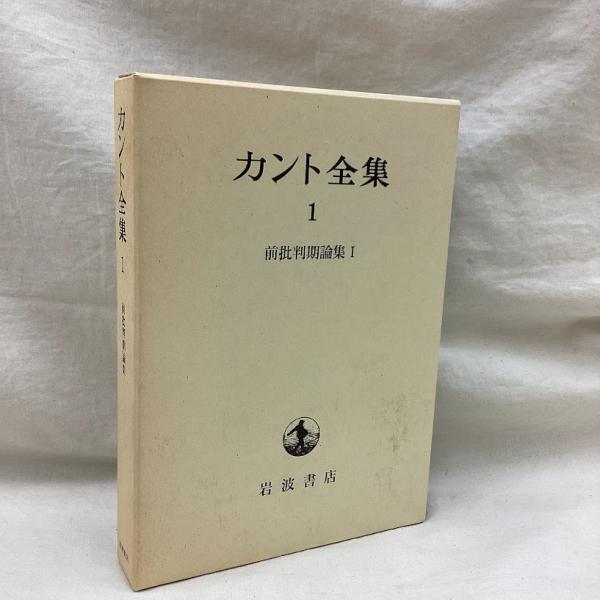 カント全集
1
前批判期論集 I
岩波書店
カント全集 1
前批判期論集